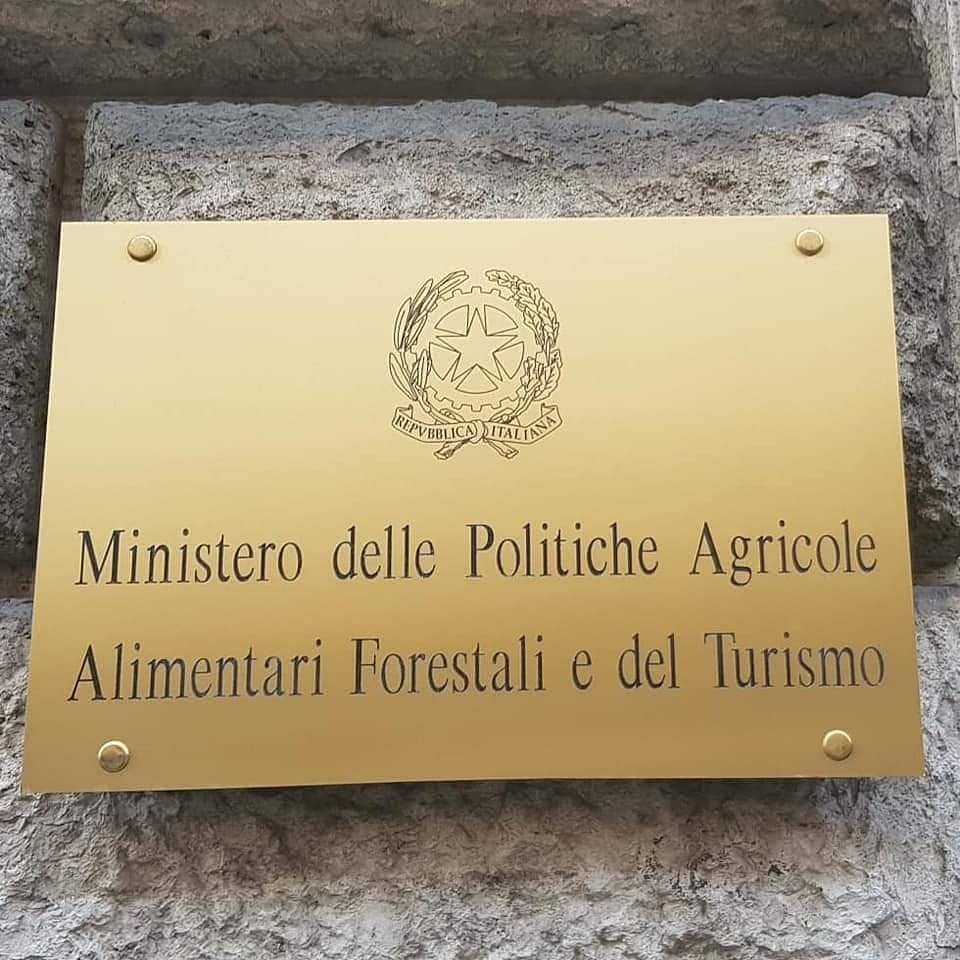 REPVBBLICA ITALIANA
Ministero delle Politiche Agricole
Alimentari Forestali e del Turismo